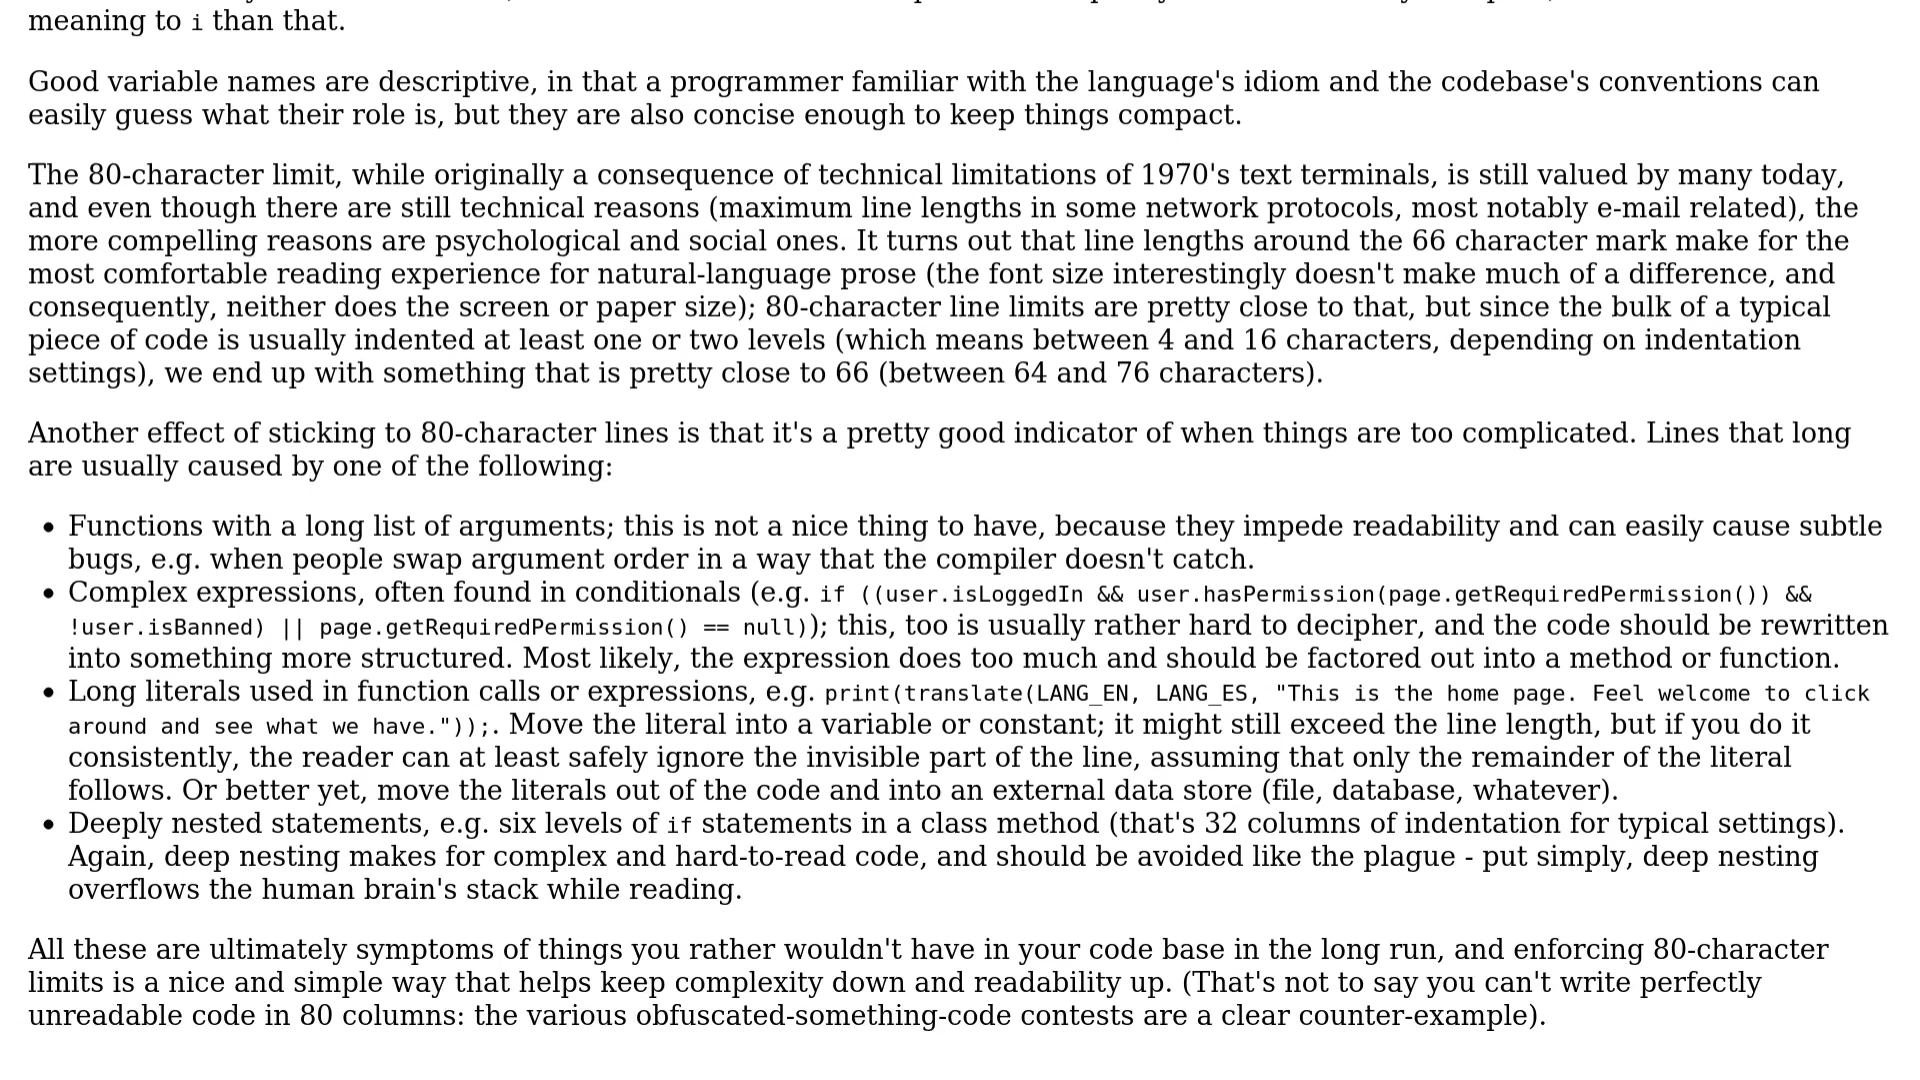 meaning to i than that.
Good variable names are descriptive, in that a programmer familiar with the language's idiom and the codebase's conventions can
easily guess what their role is, but they are also concise enough to keep things compact.
The 80-character limit, while originally a consequence of technical limitations of 1970's text terminals, is still valued by many today,
and even though there are still technical reasons (maximum line lengths in some network protocols, most notably e-mail related), the
more compelling reasons are psychological and social ones. It turns out that line lengths around the 66 character mark make for the
most comfortable reading experience for natural-language prose (the font size interestingly doesn't make much of a difference, and
consequently, neither does the screen or paper size); 80-character line limits are pretty close to that, but since the bulk of a typical
piece of code is usually indented at least one or two levels (which means between 4 and 16 characters, depending on indentation
settings), we end up with something that is pretty close to 66 (between 64 and 76 characters).
Another effect of sticking to 80-character lines is that it's a pretty good indicator of when things are too complicated. Lines that long
are usually caused by one of the following:
• Functions with a long list of arguments; this is not a nice thing to have, because they impede readability and can easily cause subtle
bugs, e.g. when people swap argument order in a way that the compiler doesn't catch.
• Complex expressions, often found in conditionals (e.g. if ((user.isLoggedIn && user.hasPermission(page.getRequiredPermission()) &&
!user.isBanned) || page.getRequiredPermission() == null)); this, too is usually rather hard to decipher, and the code should be rewritten
into something more structured. Most likely, the expression does too much and should be factored out into a method or function.
• Long literals used in function calls or expressions, e.g. print(translate(LANG_EN, LANG_ES, "This is the home page. Feel welcome to click
around and see what we have."));. Move the literal into a variable or constant; it might still exceed the line length, but if you do it
consistently, the reader can at least safely ignore the invisible part of the line, assuming that only the remainder of the literal
follows. Or better yet, move the literals out of the code and into an external data store (file, database, whatever).
• Deeply nested statements, e.g. six levels of if statements in a class method (that's 32 columns of indentation for typical settings).
Again, deep nesting makes for complex and hard-to-read code, and should be avoided like the plague - put simply, deep nesting
overflows the human brain's stack while reading.
All these are ultimately symptoms of things you rather wouldn't have in your code base in the long run, and enforcing 80-character
limits is a nice and simple way that helps keep complexity down and readability up. (That's not to say you can't write perfectly
unreadable code in 80 columns: the various obfuscated-something-code contests are a clear counter-example).